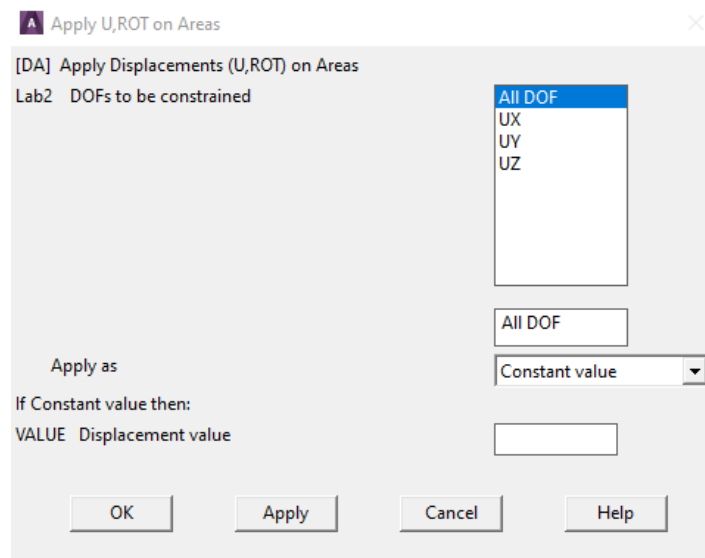 A Apply U,ROT on Areas
[DA] Apply Displacements (U,ROT) on Areas
Lab2 DOFs to be constrained
All DOF
UX
UY
UZ
All DOF
Apply as Constant value
If Constant value then:
VALUE Displacement value
OK Apply Cancel Help